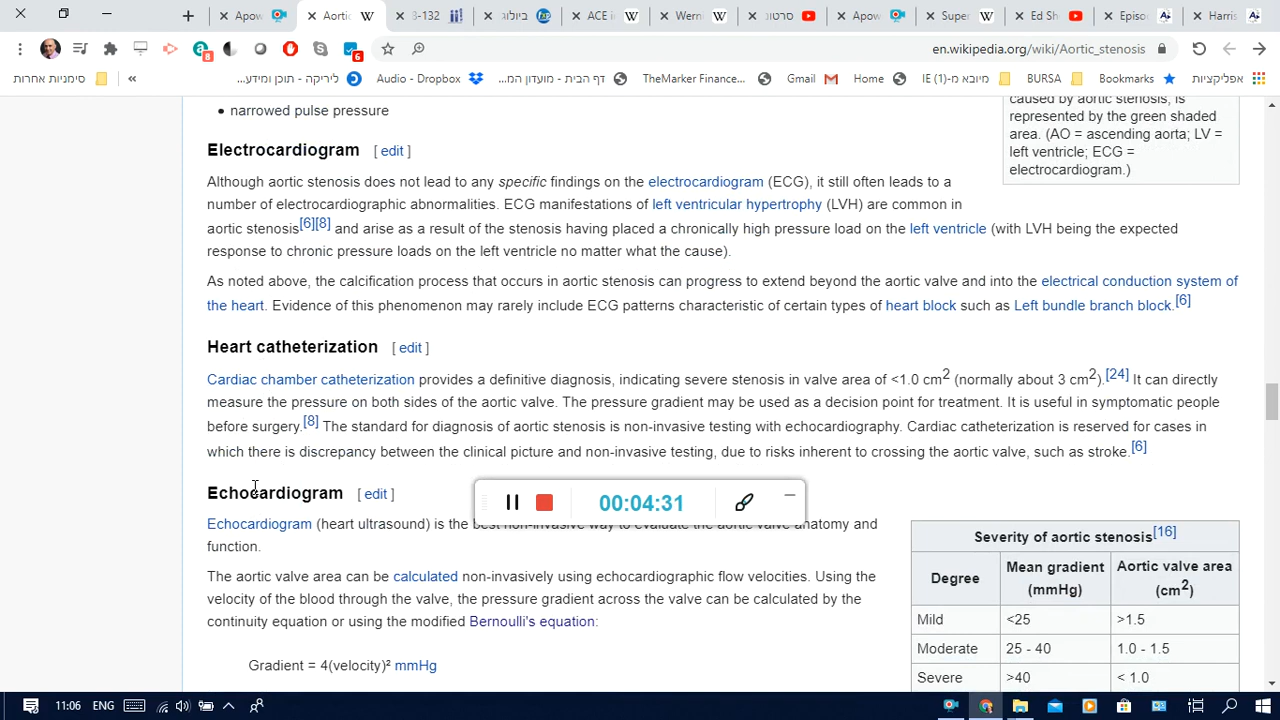 Apow
Aortic
8-132
ביולוג
ACE in
Wern
סרטונ
Apow
Supe
Ed Sh
Episod
Harris
8
6
en.wikipedia.org/wiki/Aortic_stenosis
סימניות אחרות
«
ליריקה - תוכן ומידע...
Audio - Dropbox
דף הבית - מועדון המ...
TheMarker Finance...
Gmail
Home
מיובא מ-IE (1)
BURSA
Bookmarks
אפליקציות
• narrowed pulse pressure
caused by aortic stenosis, is
represented by the green shaded
area. (AO = ascending aorta; LV =
left ventricle; ECG =
electrocardiogram.)
Electrocardiogram [ edit ]
Although aortic stenosis does not lead to any specific findings on the electrocardiogram (ECG), it still often leads to a
number of electrocardiographic abnormalities. ECG manifestations of left ventricular hypertrophy (LVH) are common in
aortic stenosis[6][8] and arise as a result of the stenosis having placed a chronically high pressure load on the left ventricle (with LVH being the expected
response to chronic pressure loads on the left ventricle no matter what the cause).
As noted above, the calcification process that occurs in aortic stenosis can progress to extend beyond the aortic valve and into the electrical conduction system of
the heart. Evidence of this phenomenon may rarely include ECG patterns characteristic of certain types of heart block such as Left bundle branch block.[6]
Heart catheterization [ edit ]
Cardiac chamber catheterization provides a definitive diagnosis, indicating severe stenosis in valve area of <1.0 cm2 (normally about 3 cm2).[24] It can directly
measure the pressure on both sides of the aortic valve. The pressure gradient may be used as a decision point for treatment. It is useful in symptomatic people
before surgery.[8] The standard for diagnosis of aortic stenosis is non-invasive testing with echocardiography. Cardiac catheterization is reserved for cases in
which there is discrepancy between the clinical picture and non-invasive testing, due to risks inherent to crossing the aortic valve, such as stroke.[6]
Echocardiogram [ edit ]
00:04:31
Echocardiogram (heart ultrasound) is the best non-invasive way to evaluate the aortic valve anatomy and
function.
The aortic valve area can be calculated non-invasively using echocardiographic flow velocities. Using the
velocity of the blood through the valve, the pressure gradient across the valve can be calculated by the
continuity equation or using the modified Bernoulli's equation:
Gradient = 4(velocity)² mmHg
Severity of aortic stenosis[16]
Degree Mean gradient (mmHg) Aortic valve area (cm2)
Mild <25 >1.5
Moderate 25 - 40 1.0 - 1.5
Severe >40 < 1.0
11:06 ENG